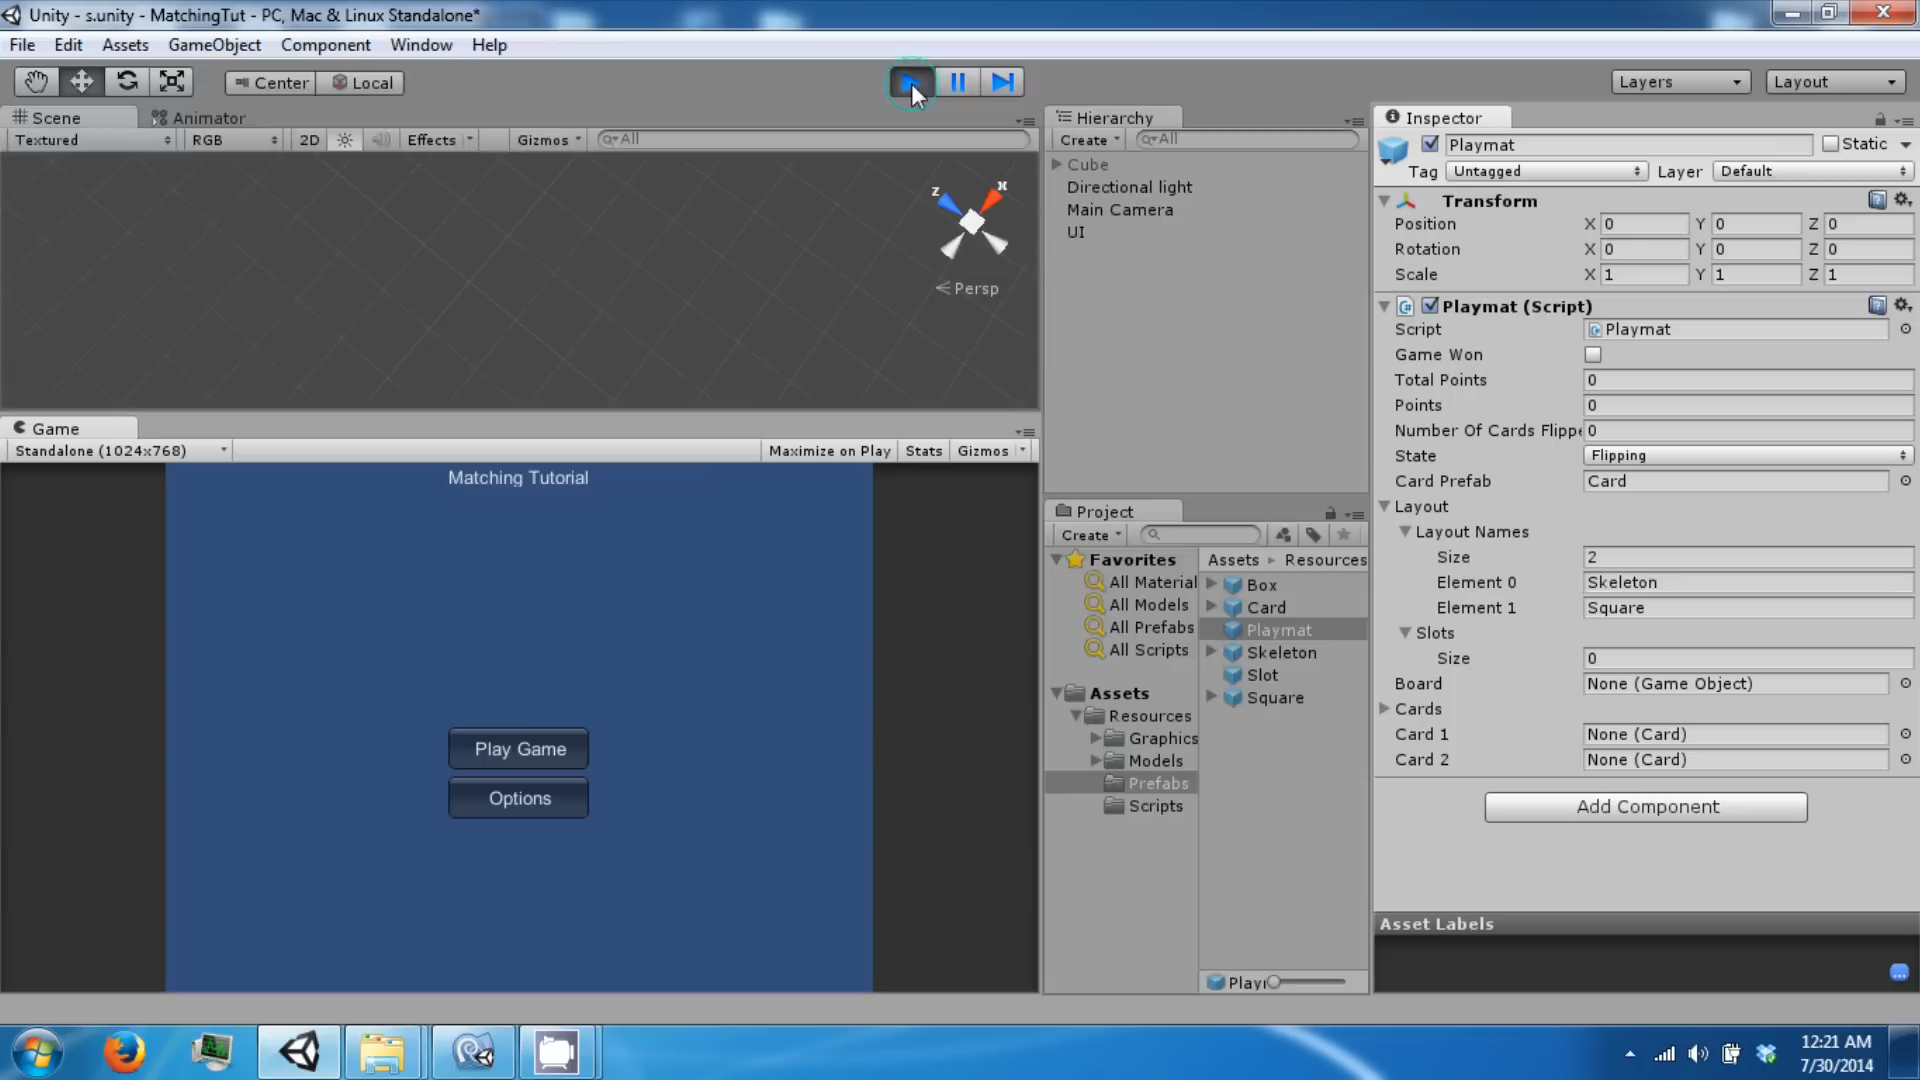 Unity - s.unity - MatchingTut - PC, Mac & Linux Standalone*
File Edit Assets GameObject Component Window Help
Center Local Layers Layout
Scene Animator
Textured RGB 2D Effects Gizmos All
z x
Persp
Game
Standalone (1024x768) Maximize on Play Stats Gizmos
Matching Tutorial
Play Game
Options
Hierarchy
Create All
Cube
Directional light
Main Camera
UI
Project
Create
Favorites
All Material
All Models
All Prefabs
All Scripts
Assets
Resources
Graphics
Models
Prefabs
Scripts
Assets Resources
Box
Card
Playmat
Skeleton
Slot
Square
Inspector
Playmat Static
Tag Untagged Layer Default
Transform
Position X 0 Y 0 Z 0
Rotation X 0 Y 0 Z 0
Scale X 1 Y 1 Z 1
Playmat (Script)
Script Playmat
Game Won
Total Points 0
Points 0
Number Of Cards Flippe 0
State Flipping
Card Prefab Card
Layout
Layout Names
Size 2
Element 0 Skeleton
Element 1 Square
Slots
Size 0
Board None (Game Object)
Cards
Card 1 None (Card)
Card 2 None (Card)
Add Component
Asset Labels
12:21 AM
7/30/2014